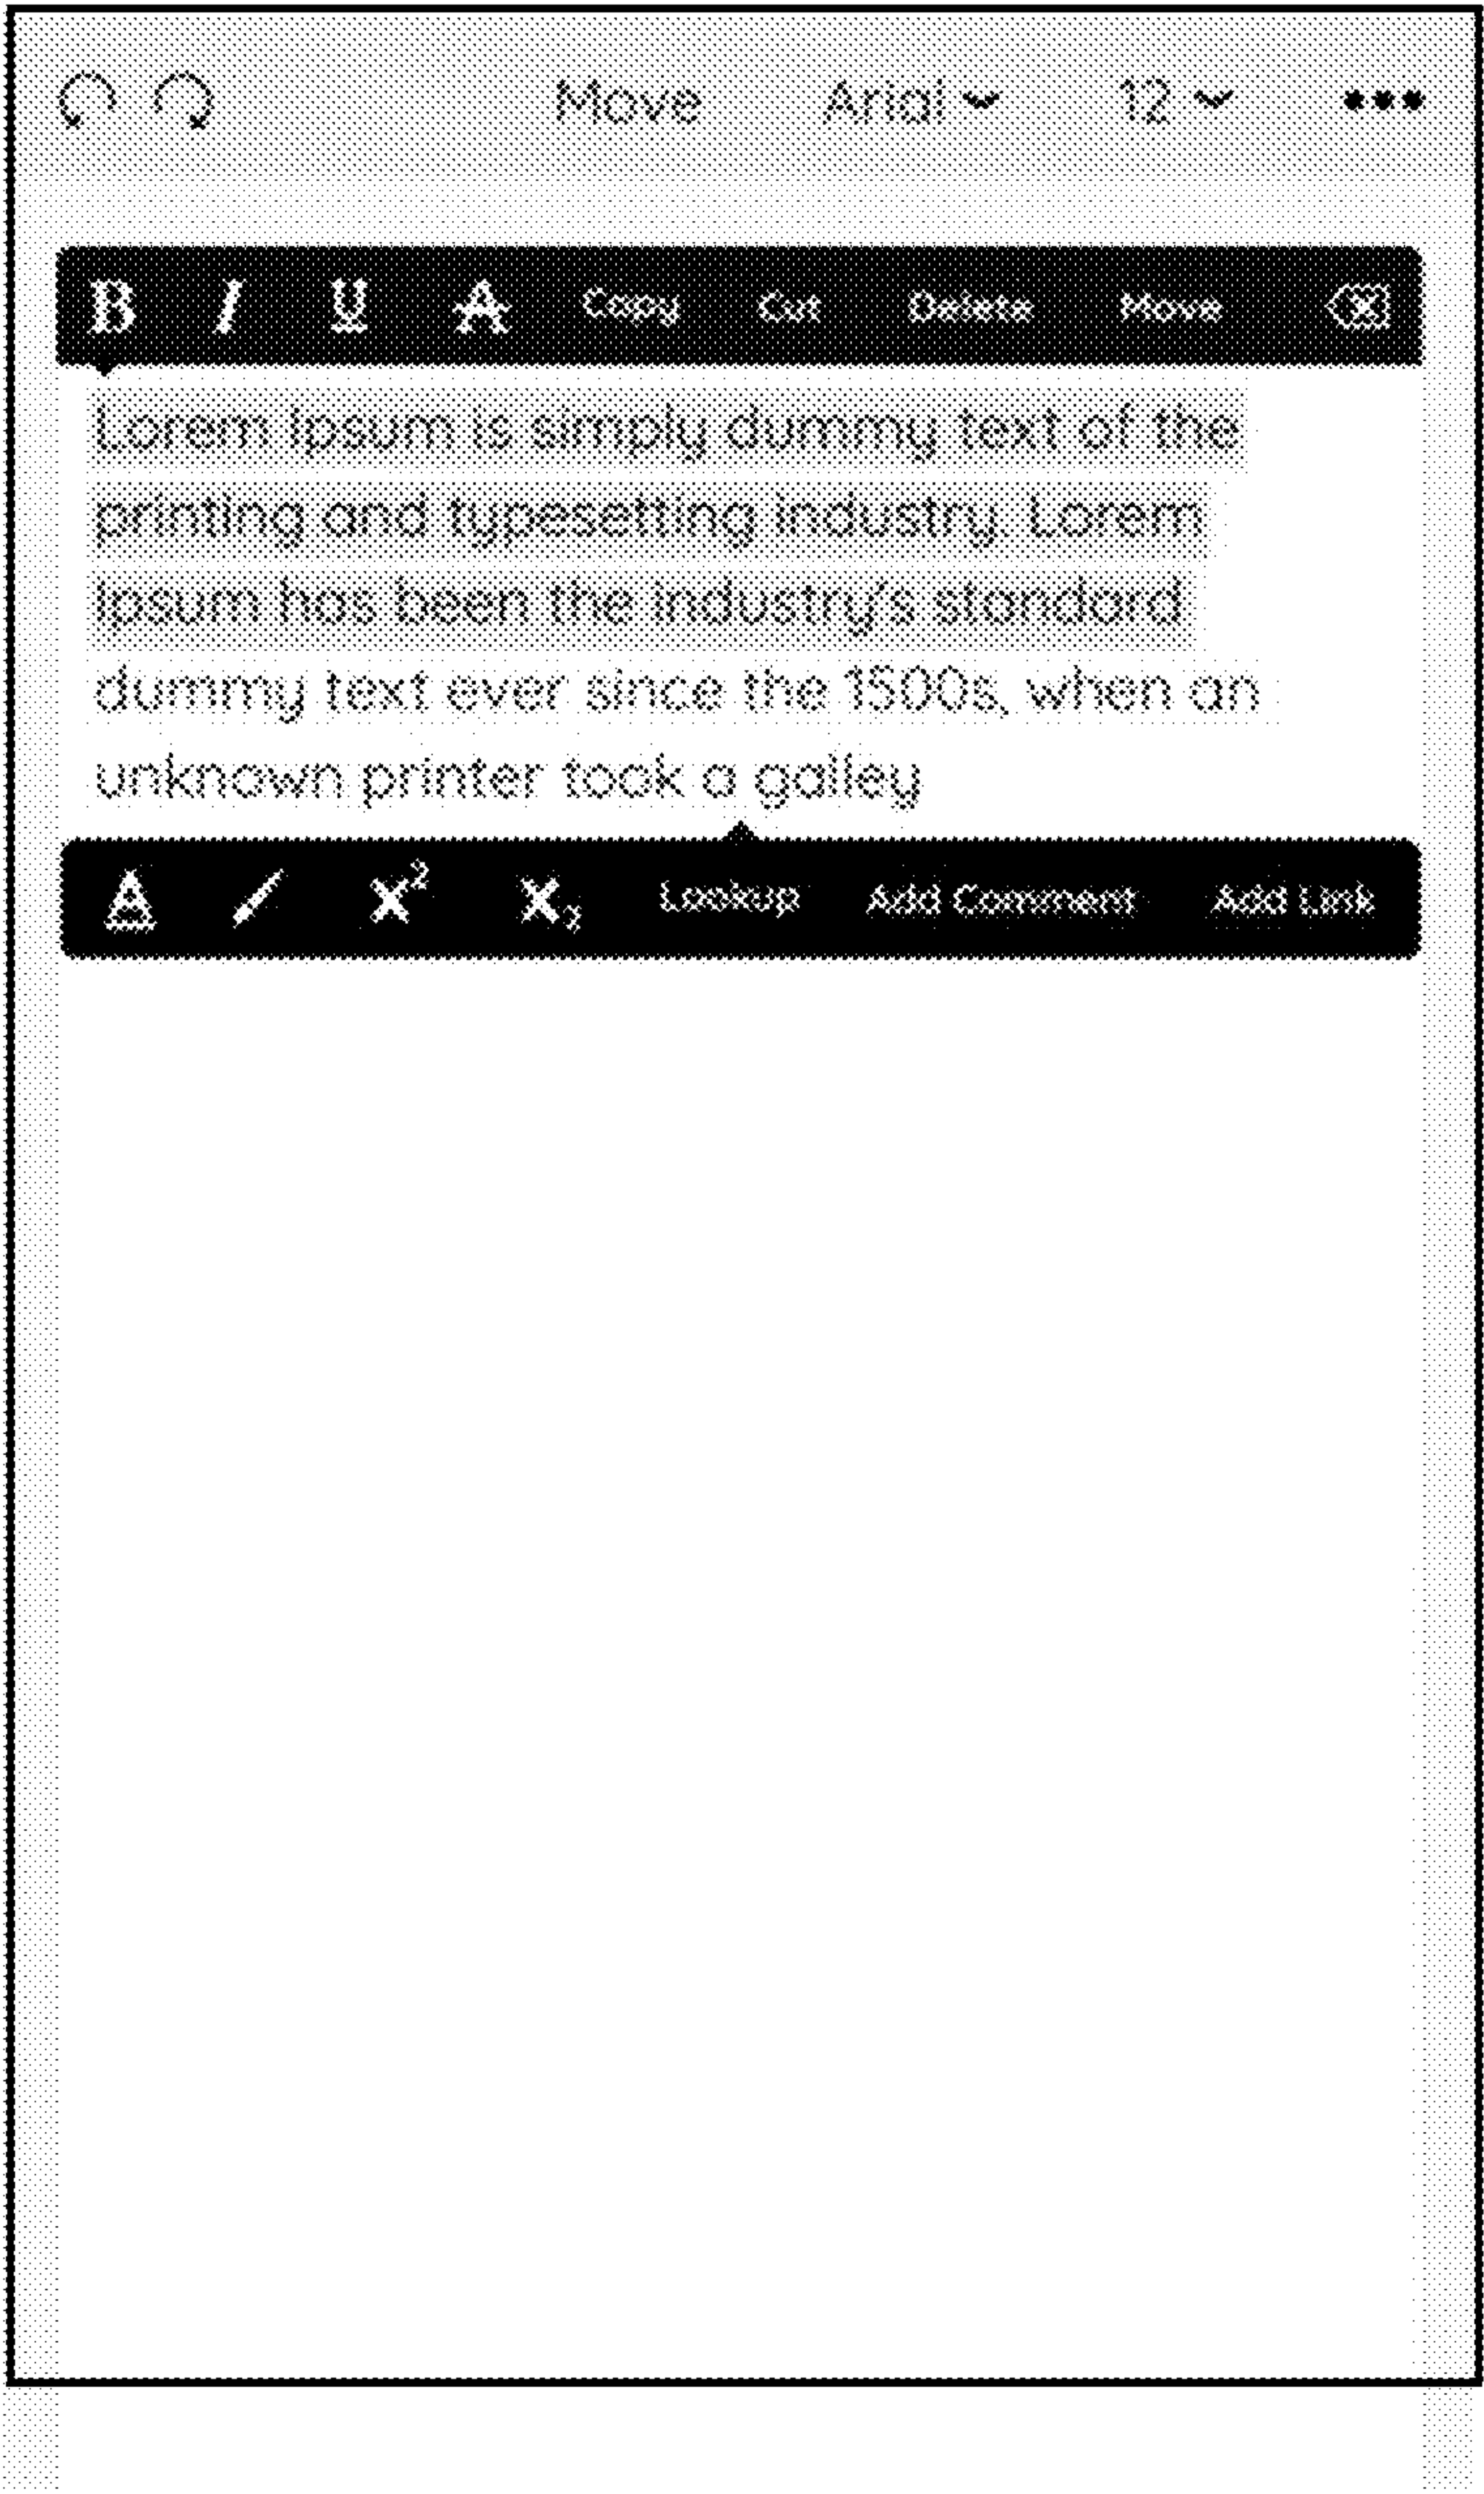 Move Arial 12
B I U A Copy Cut Delete Move
Lorem Ipsum is simply dummy text of the
printing and typesetting industry. Lorem
Ipsum has been the industry's standard
dummy text ever since the 1500s, when an
unknown printer took a galley
A X² X₂ Lookup Add Comment Add Link